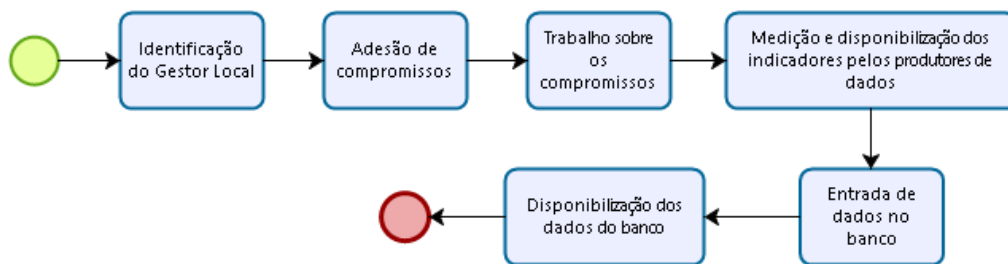 Identificação
do Gestor Local
Adesão de
compromissos
Trabalho sobre
os
compromissos
Medição e disponibilização dos
indicadores pelos produtores de
dados
Entrada de
dados no
banco
Disponibilização dos
dados do banco